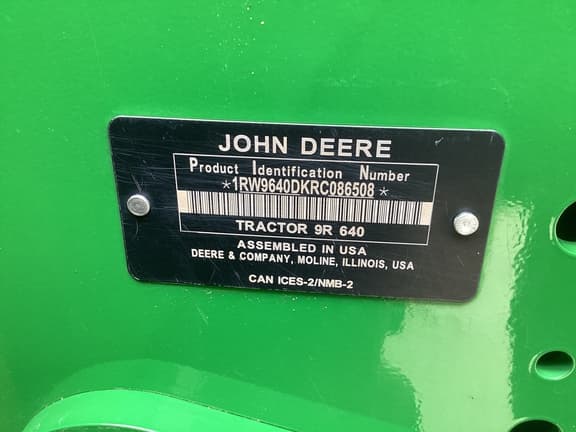 JOHN DEERE
Product Identification Number
*1RW9640DKRC086508*
TRACTOR 9R 640
ASSEMBLED IN USA
DEERE & COMPANY, MOLINE, ILLINOIS, USA
CAN ICES-2/NMB-2